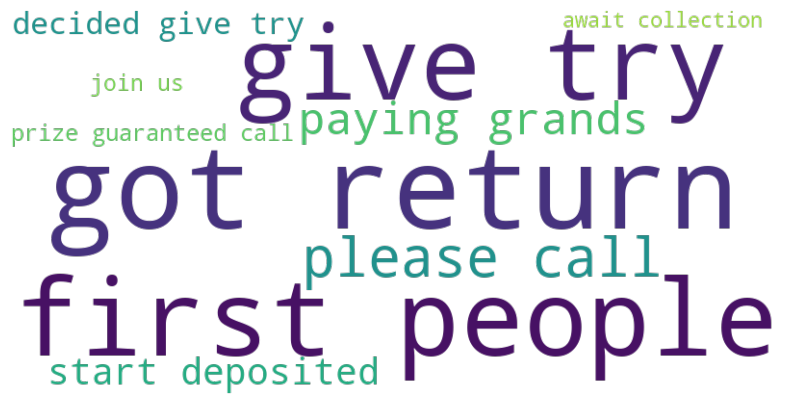 decided give try
await collection
give try
join us
paying grands
prize guaranteed call
got return
please call
first people
start deposited